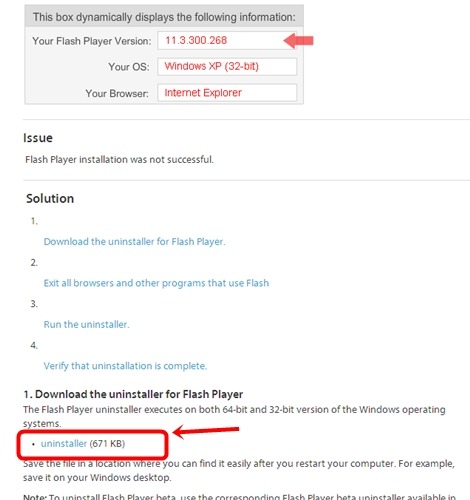 This box dynamically displays the following information:
Your Flash Player Version: 11.3.300.268
Your OS: Windows XP (32-bit)
Your Browser: Internet Explorer
Issue
Flash Player installation was not successful.
Solution
1.
Download the uninstaller for Flash Player.
2.
Exit all browsers and other programs that use Flash
3.
Run the uninstaller.
4.
Verify that uninstallation is complete.
1. Download the uninstaller for Flash Player
The Flash Player uninstaller executes on both 64-bit and 32-bit version of the Windows operating
systems.
• uninstaller (671 KB)
Save the file in a location where you can find it easily after you restart your computer. For example,
save it on your Windows desktop.
Note: To uninstall Flash Player beta, use the corresponding Flash Player beta uninstaller available in